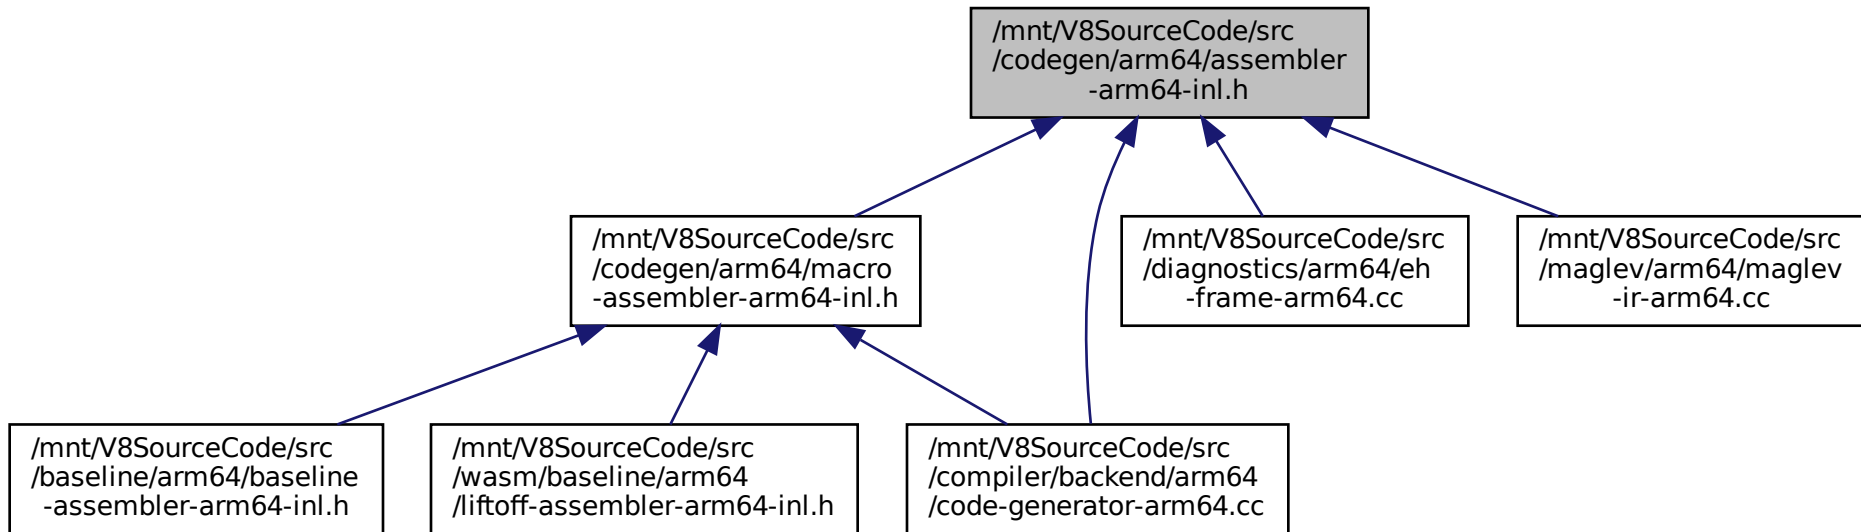 /mnt/V8SourceCode/src
/codegen/arm64/assembler
-arm64-inl.h
/mnt/V8SourceCode/src
/codegen/arm64/macro
-assembler-arm64-inl.h
/mnt/V8SourceCode/src
/diagnostics/arm64/eh
-frame-arm64.cc
/mnt/V8SourceCode/src
/maglev/arm64/maglev
-ir-arm64.cc
/mnt/V8SourceCode/src
/baseline/arm64/baseline
-assembler-arm64-inl.h
/mnt/V8SourceCode/src
/wasm/baseline/arm64
/liftoff-assembler-arm64-inl.h
/mnt/V8SourceCode/src
/compiler/backend/arm64
/code-generator-arm64.cc